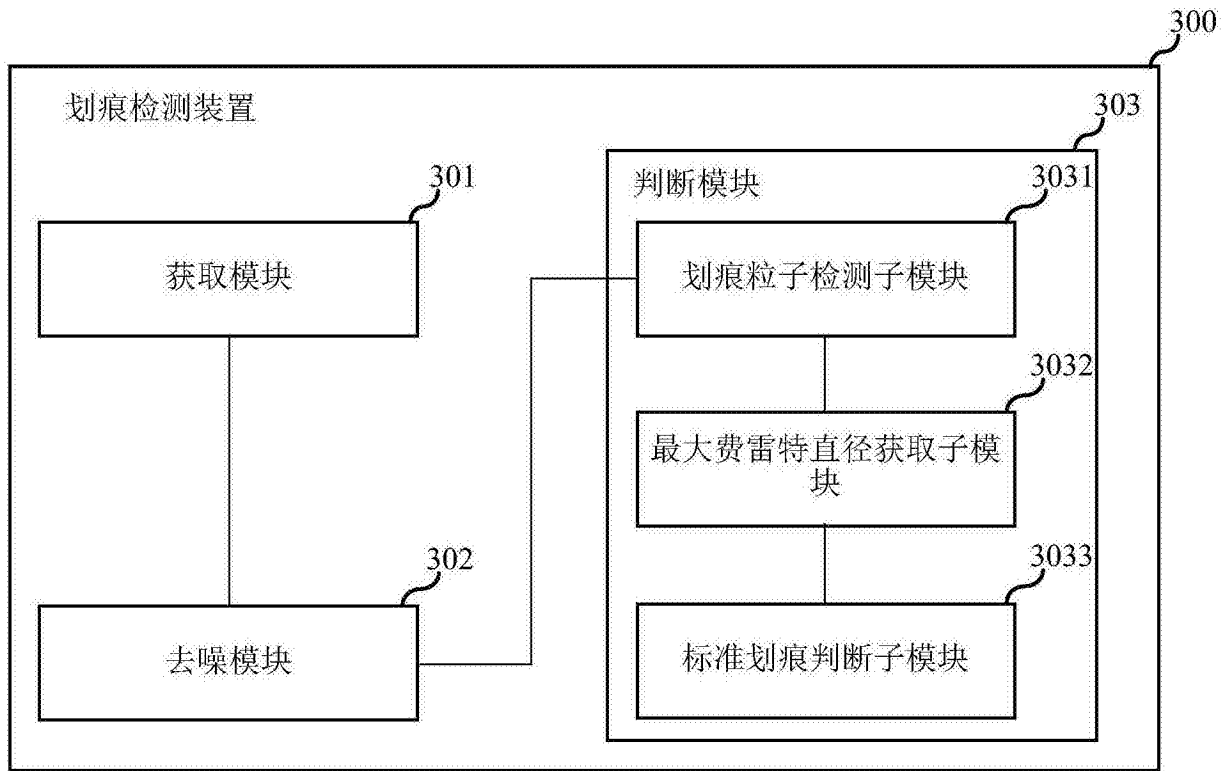 300
划痕检测装置
303
301
判断模块
3031
获取模块
划痕粒子检测子模块
3032
最大费雷特直径获取子模
块
302
3033
去噪模块
标准划痕判断子模块